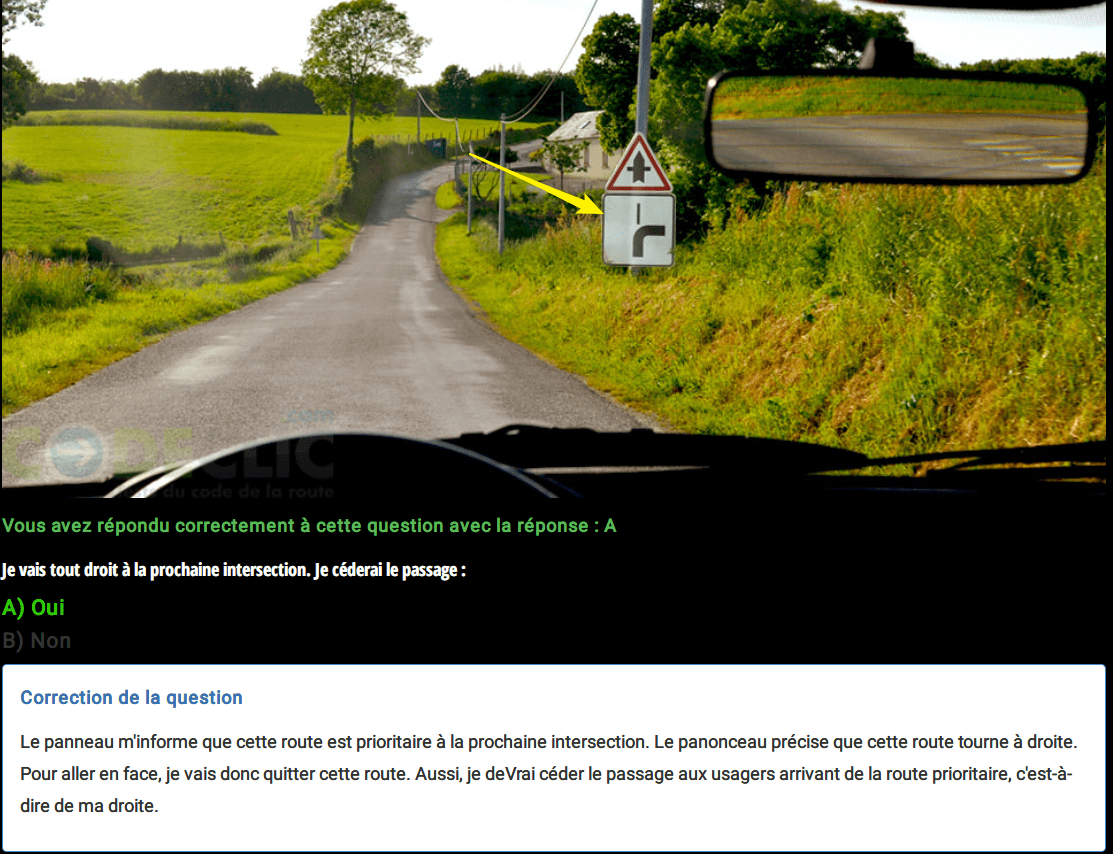 CODECLIC
du code de la route
Vous avez répondu correctement à cette question avec la réponse : A
Je vais tout droit à la prochaine intersection. Je céderai le passage :
A) Oui
B) Non
Correction de la question
Le panneau m'informe que cette route est prioritaire à la prochaine intersection. Le panonceau précise que cette route tourne à droite.
Pour aller en face, je vais donc quitter cette route. Aussi, je deVrai céder le passage aux usagers arrivant de la route prioritaire, c'est-à-
dire de ma droite.